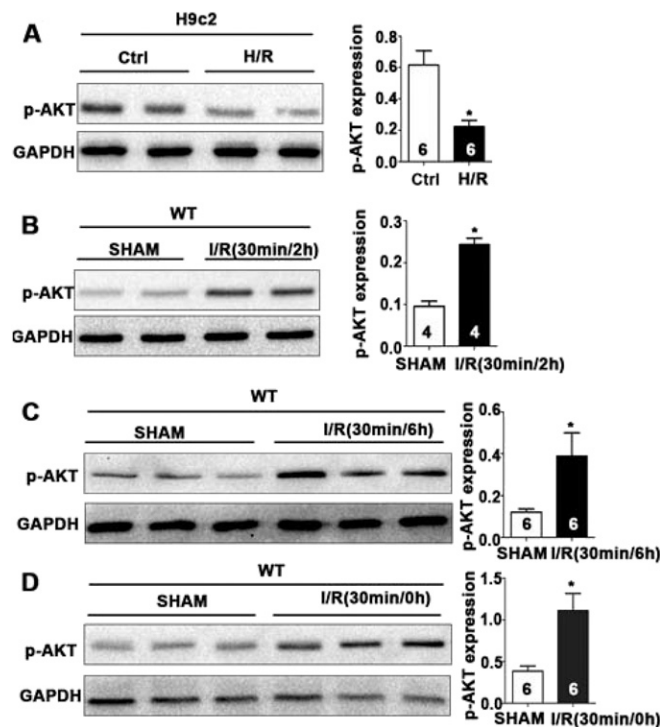 A
H9c2
Ctrl H/R
p-AKT
GAPDH
p-AKT expression
0.8
0.6
0.4
0.2
0.0
*
6 6
Ctrl H/R
B
WT
SHAM I/R(30min/2h)
p-AKT
GAPDH
p-AKT expression
0.3
0.2
0.1
0.0
*
4 4
SHAM I/R(30min/2h)
C
WT
SHAM I/R(30min/6h)
p-AKT
GAPDH
p-AKT expression
0.6
0.4
0.2
0.0
*
6 6
SHAM I/R(30min/6h)
D
WT
SHAM I/R(30min/0h)
p-AKT
GAPDH
p-AKT expression
1.5
1.0
0.5
0.0
*
6 6
SHAM I/R(30min/0h)